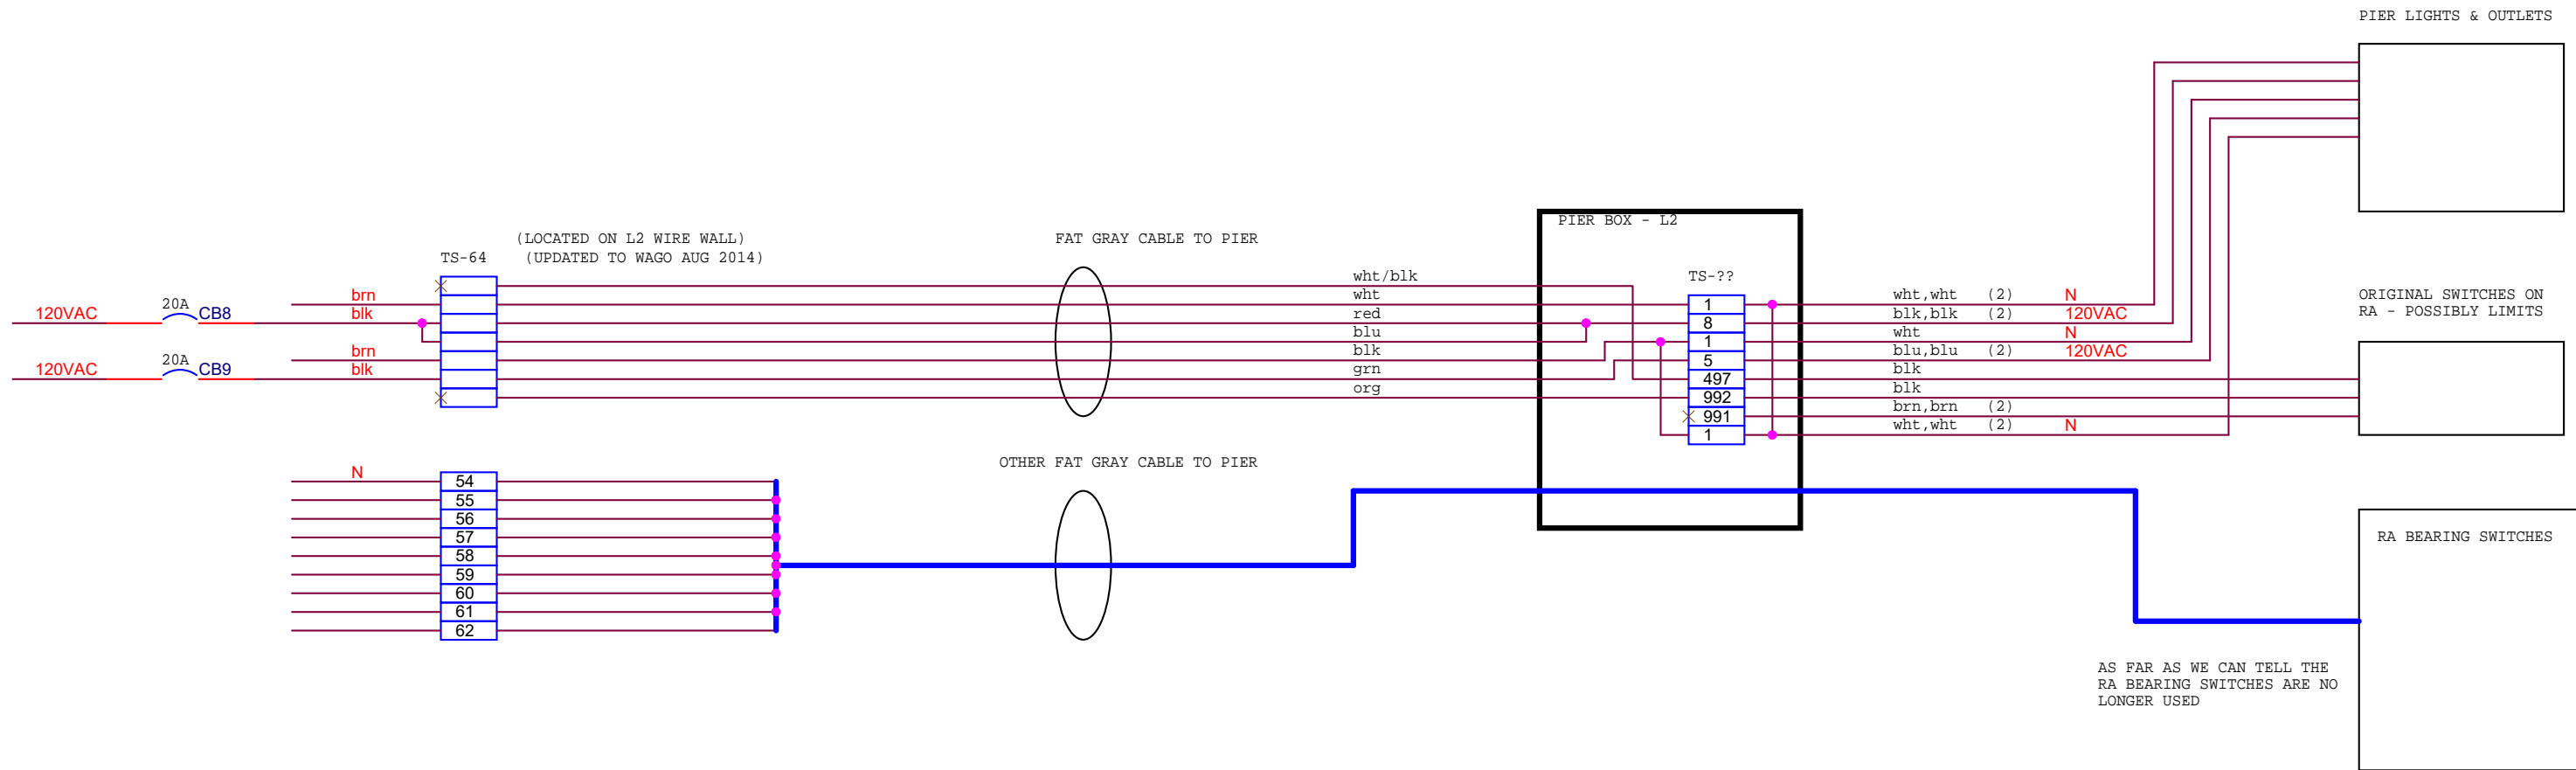 PIER LIGHTS & OUTLETS
PIER BOX - L2
(LOCATED ON L2 WIRE WALL)
FAT GRAY CABLE TO PIER
TS-64
(UPDATED TO WAGO AUG 2014)
wht/blk
TS-??
brn
wht
1
wht,wht (2)
N
ORIGINAL SWITCHES ON
RA - POSSIBLY LIMITS
120VAC
20A
CB8
blk
red
8
blk,blk (2)
120VAC
blu
1
wht
N
brn
blk
5
blu,blu (2)
120VAC
120VAC
20A
CB9
blk
grn
497
blk
org
992
blk
991
brn,brn (2)
1
wht,wht (2)
N
OTHER FAT GRAY CABLE TO PIER
N
54
55
56
57
58
59
60
61
62
RA BEARING SWITCHES
AS FAR AS WE CAN TELL THE
RA BEARING SWITCHES ARE NO
LONGER USED